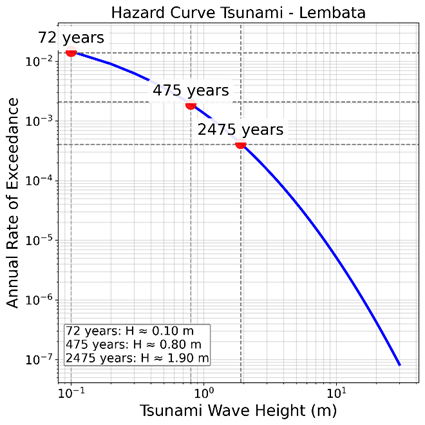 Hazard Curve Tsunami - Lembata
72 years
475 years
2475 years
10⁻²
10⁻³
10⁻⁴
10⁻⁵
10⁻⁶
10⁻⁷
Annual Rate of Exceedance
72 years: H ≈ 0.10 m
475 years: H ≈ 0.80 m
2475 years: H ≈ 1.90 m
10⁻¹ 10⁰ 10¹
Tsunami Wave Height (m)